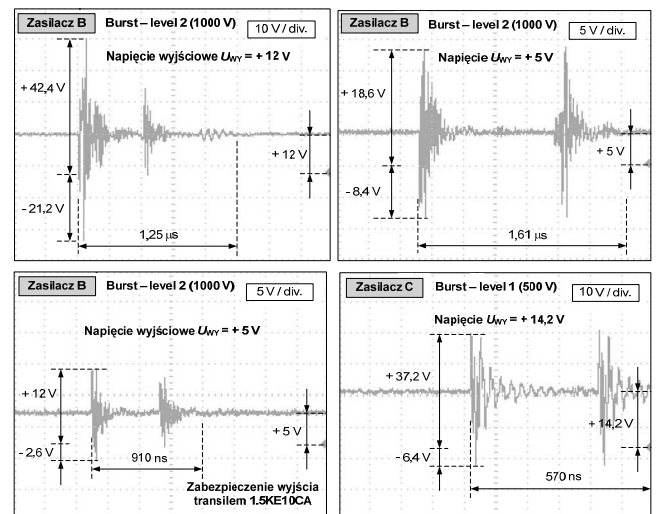 Zasilacz B Burst – level 2 (1000 V)
10 V / div.
Napięcie wyjściowe UWY = + 12 V
+ 42,4 V
+ 12 V
- 21,2 V
1,25 μs
Zasilacz B Burst – level 2 (1000 V)
5 V / div.
Napięcie UWY = + 5 V
+ 18,6 V
+ 5 V
- 8,4 V
1,61 μs
Zasilacz B Burst – level 2 (1000 V)
5 V / div.
Napięcie wyjściowe UWY = + 5 V
+ 12 V
+ 5 V
- 2,6 V
910 ns
Zabezpieczenie wyjścia
transilem 1.5KE10CA
Zasilacz C Burst – level 1 (500 V)
10 V / div.
Napięcie UWY = + 14,2 V
+ 37,2 V
+ 14,2 V
- 6,4 V
570 ns